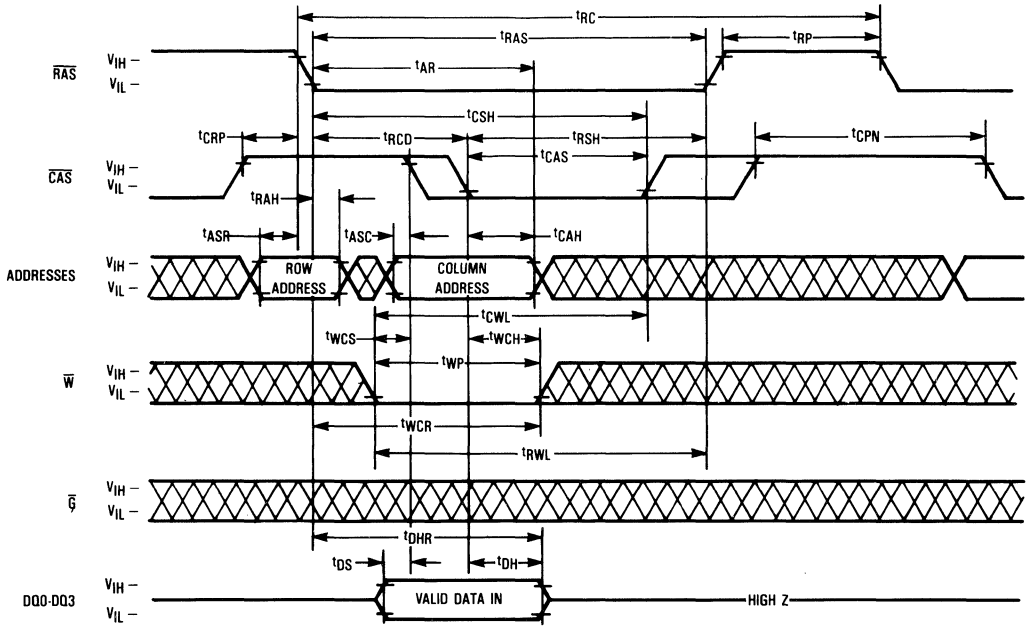 tRC
tRAS
tRP
RAS
VIH
VIL
tAR
tCSH
tCRP
tRCD
tRSH
tCPN
CAS
VIH
VIL
tCAS
tRAH
tASR
tASC
tCAH
ADDRESSES
VIH
VIL
ROW
ADDRESS
COLUMN
ADDRESS
tCWL
tWCS
tWCH
W
VIH
VIL
tWP
tWCR
tRWL
G
VIH
VIL
tDHR
tDS
tDH
DQ0-DQ3
VIH
VIL
VALID DATA IN
HIGH Z